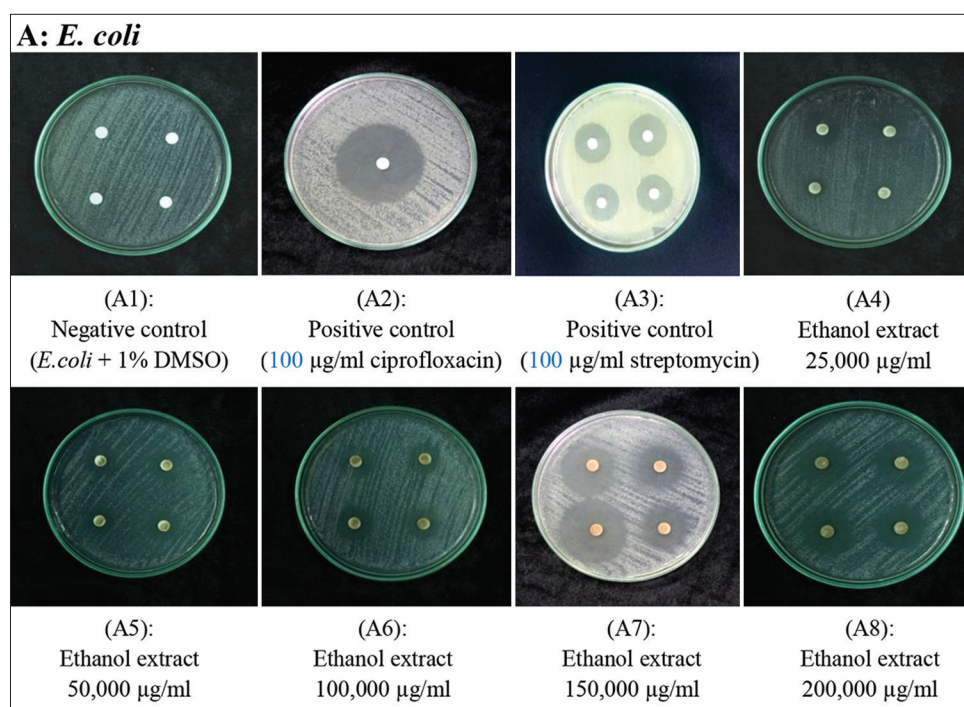 A: E. coli
(A1):
Negative control
(E.coli + 1% DMSO)
(A2):
Positive control
(100 µg/ml ciprofloxacin)
(A3):
Positive control
(100 µg/ml streptomycin)
(A4)
Ethanol extract
25,000 µg/ml
(A5):
Ethanol extract
50,000 µg/ml
(A6):
Ethanol extract
100,000 µg/ml
(A7):
Ethanol extract
150,000 µg/ml
(A8):
Ethanol extract
200,000 µg/ml